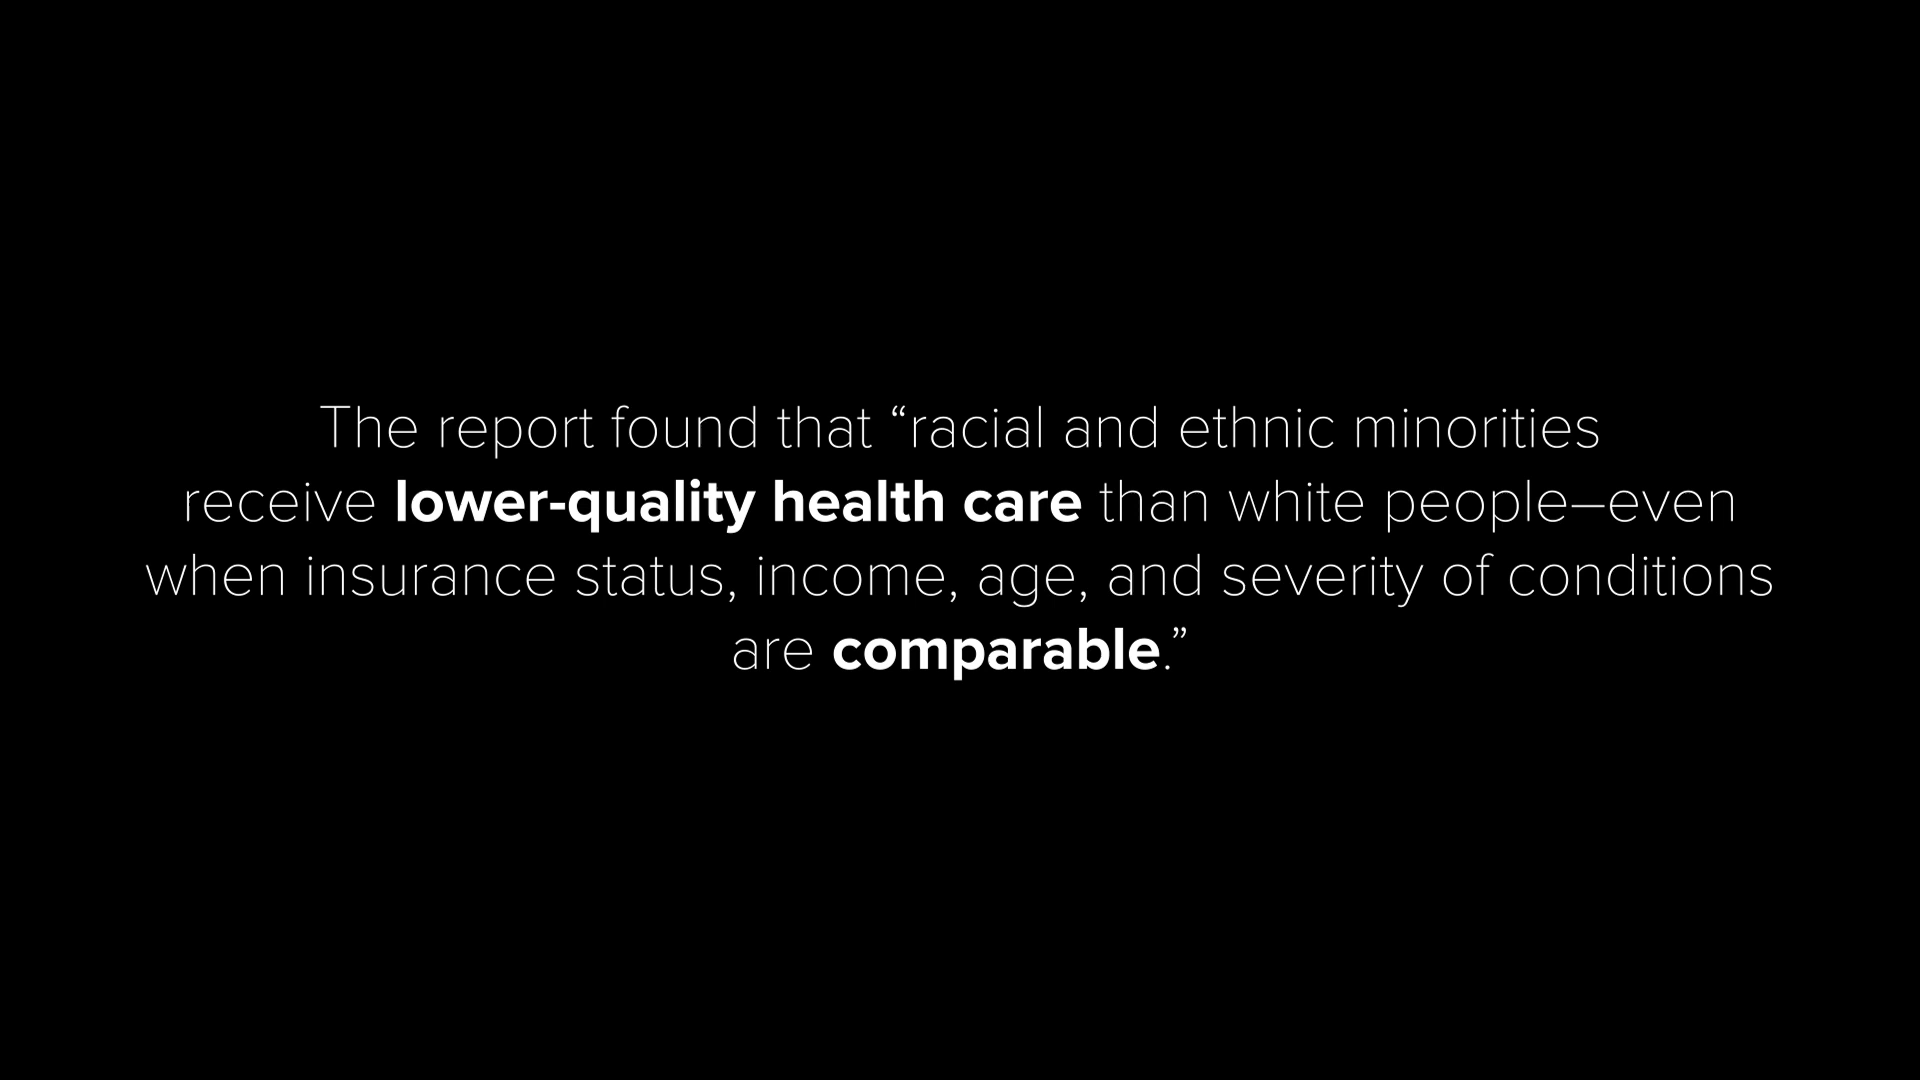 The report found that “racial and ethnic minorities
receive lower-quality health care than white people—even
when insurance status, income, age, and severity of conditions
are comparable.”